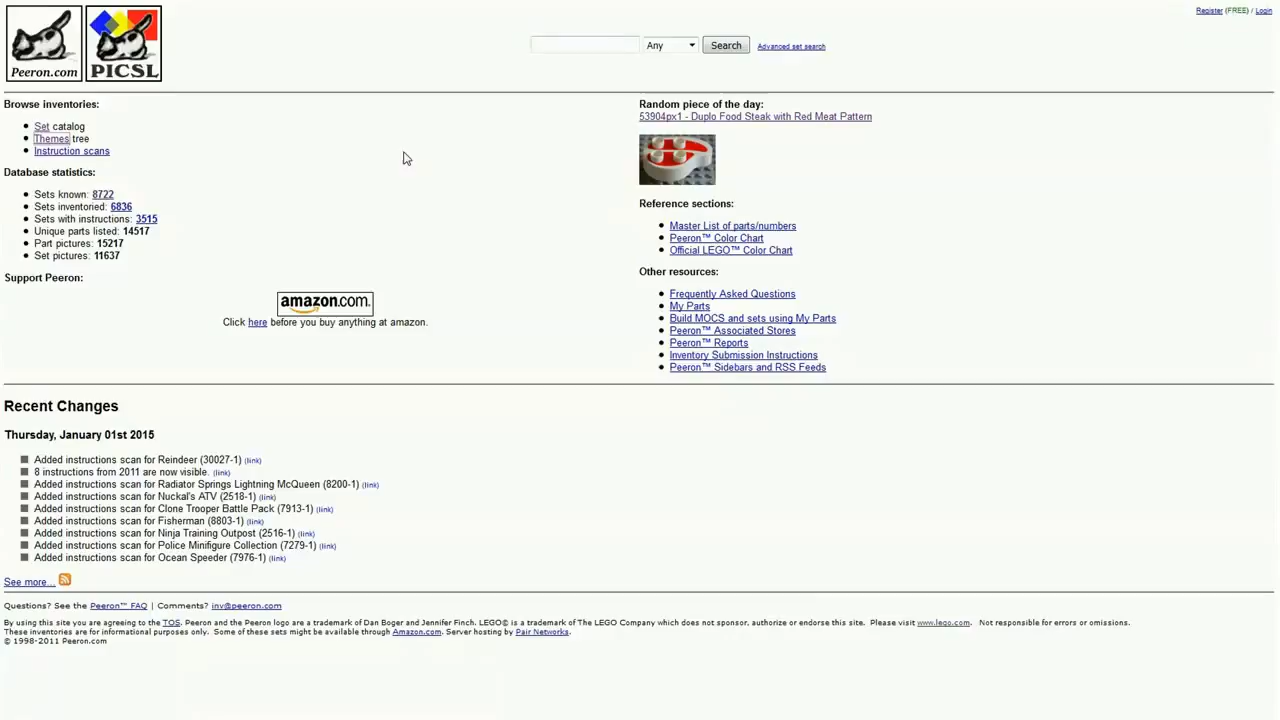 Peeron.com
PICSL
Any
Search
Advanced set search
Register (FREE) / Login
Browse inventories:
Set catalog
Themes tree
Instruction scans
Database statistics:
Sets known: 8722
Sets inventoried: 6836
Sets with instructions: 3515
Unique parts listed: 14517
Part pictures: 15217
Set pictures: 11637
Support Peeron:
amazon.com.
Click here before you buy anything at amazon.
Random piece of the day:
53904px1 - Duplo Food Steak with Red Meat Pattern
Reference sections:
Master List of parts/numbers
Peeron™ Color Chart
Official LEGO™ Color Chart
Other resources:
Frequently Asked Questions
My Parts
Build MOCS and sets using My Parts
Peeron™ Associated Stores
Peeron™ Reports
Inventory Submission Instructions
Peeron™ Sidebars and RSS Feeds
Recent Changes
Thursday, January 01st 2015
Added instructions scan for Reindeer (30027-1) (link)
8 instructions from 2011 are now visible. (link)
Added instructions scan for Radiator Springs Lightning McQueen (8200-1) (link)
Added instructions scan for Nuckal's ATV (2518-1) (link)
Added instructions scan for Clone Trooper Battle Pack (7913-1) (link)
Added instructions scan for Fisherman (8803-1) (link)
Added instructions scan for Ninja Training Outpost (2516-1) (link)
Added instructions scan for Police Minifigure Collection (7279-1) (link)
Added instructions scan for Ocean Speeder (7976-1) (link)
See more...
Questions? See the Peeron™ FAQ | Comments? inv@peeron.com
By using this site you are agreeing to the TOS. Peeron and the Peeron logo are a trademark of Dan Boger and Jennifer Finch. LEGO® is a trademark of The LEGO Company which does not sponsor, authorize or endorse this site. Please visit www.lego.com. Not responsible for errors or omissions.
These inventories are for informational purposes only. Some of these sets might be available through Amazon.com. Server hosting by Pair Networks.
© 1998-2011 Peeron.com